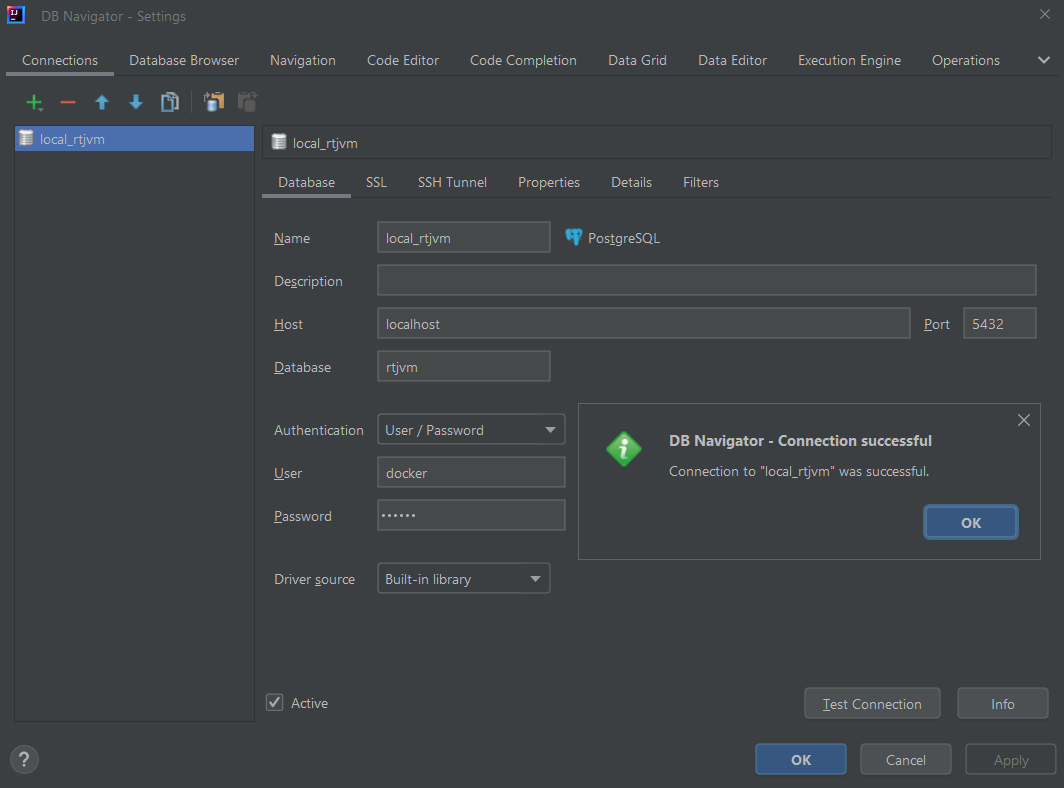 DB Navigator - Settings
Connections Database Browser Navigation Code Editor Code Completion Data Grid Data Editor Execution Engine Operations
local_rtjvm
local_rtjvm
Database SSL SSH Tunnel Properties Details Filters
Name local_rtjvm PostgreSQL
Description
Host localhost Port 5432
Database rtjvm
Authentication User / Password
User docker
Password ••••••
Driver source Built-in library
DB Navigator - Connection successful
Connection to "local_rtjvm" was successful.
OK
Active Test Connection Info
? OK Cancel Apply